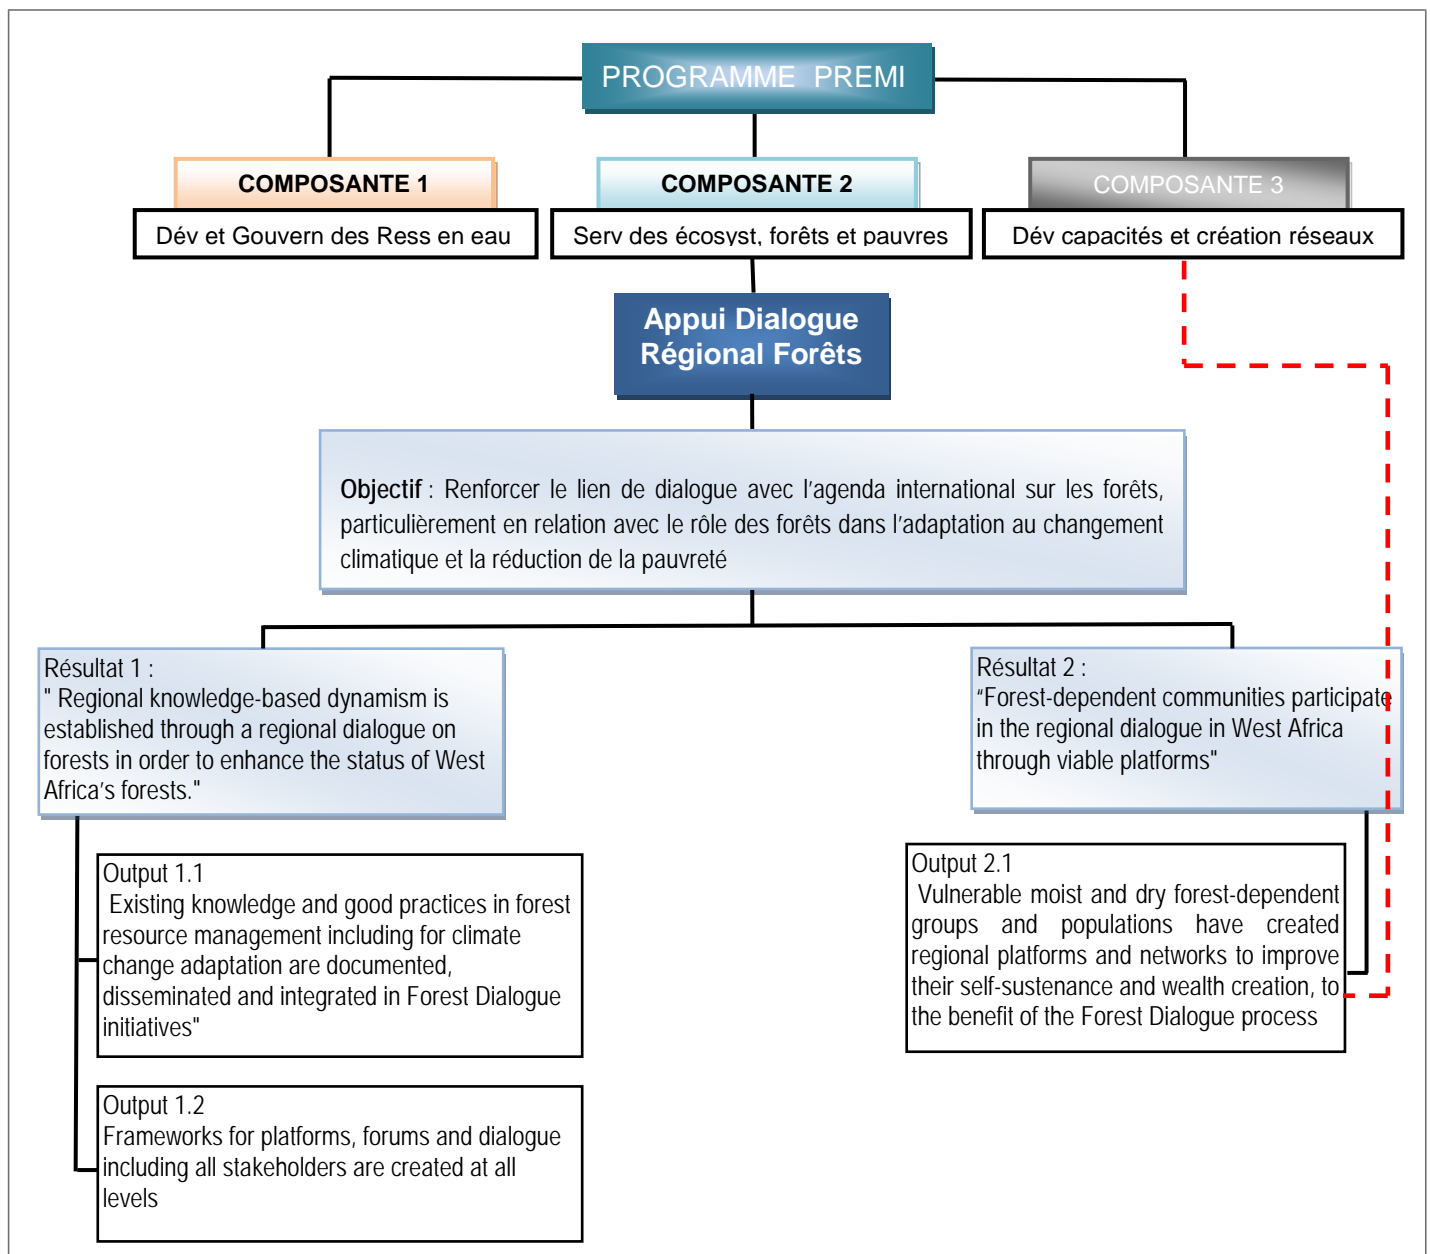 PROGRAMME PREMI
COMPOSANTE 1
COMPOSANTE 2
COMPOSANTE 3
Dév et Gouvern des Ress en eau
Serv des écosyst, forêts et pauvres
Dév capacités et création réseaux
Appui Dialogue
Régional Forêts
Objectif : Renforcer le lien de dialogue avec l'agenda international sur les forêts,
particulièrement en relation avec le rôle des forêts dans l'adaptation au changement
climatique et la réduction de la pauvreté
Résultat 1 :
" Regional knowledge-based dynamism is
established through a regional dialogue on
forests in order to enhance the status of West
Africa's forests."
Résultat 2 :
“Forest-dependent communities participate
in the regional dialogue in West Africa
through viable platforms"
Output 1.1
Existing knowledge and good practices in forest
resource management including for climate
change adaptation are documented,
disseminated and integrated in Forest Dialogue
initiatives"
Output 2.1
Vulnerable moist and dry forest-dependent
groups and populations have created
regional platforms and networks to improve
their self-sustenance and wealth creation, to
the benefit of the Forest Dialogue process
Output 1.2
Frameworks for platforms, forums and dialogue
including all stakeholders are created at all
levels